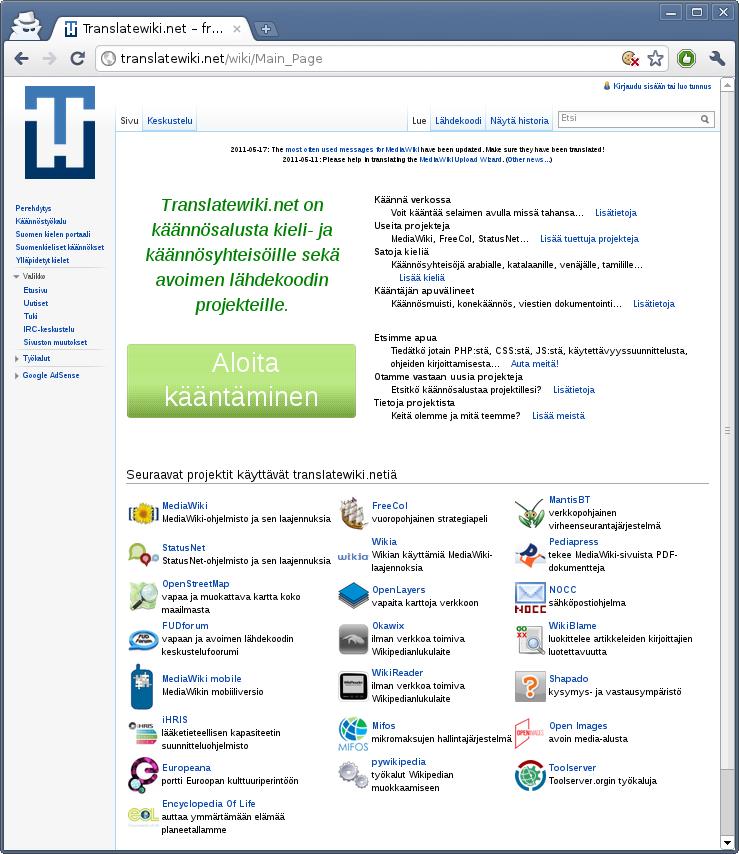 Translatewiki.net – fr...
translatewiki.net/wiki/Main_Page
Kirjaudu sisään tai luo tunnus
Sivu
Keskustelu
Lue
Lähdekoodi
Näytä historia
Etsi
2011-05-17: The most often used messages for MediaWiki have been updated. Make sure they have been translated!
2011-05-11: Please help in translating the MediaWiki Upload Wizard. (Other news...)
Perehdytys
Käännöstyökalu
Suomen kielen portaali
Suomenkieliset käännökset
Ylläpidetyt kielet
Valikko
Etusivu
Uutiset
Tuki
IRC-keskustelu
Sivuston muutokset
Työkalut
Google AdSense
Translatewiki.net on
käännösalusta kieli- ja
käännösyhteisöille sekä
avoimen lähdekoodin
projekteille.
Aloita
kääntäminen
Käännä verkossa
Voit kääntää selaimen avulla missä tahansa... Lisätietoja
Useita projekteja
MediaWiki, FreeCol, StatusNet... Lisää tuettuja projekteja
Satoja kieliä
Käännösyhteisöjä arabialle, katalaanille, venäjälle, tamilille...
Lisää kieliä
Kääntäjän apuvälineet
Käännösmuisti, konekäännös, viestien dokumentointi... Lisätietoja
Etsimme apua
Tiedätkö jotain PHP:stä, CSS:stä, JS:stä, käytettävyyssuunnittelusta,
ohjeiden kirjoittamisesta... Auta meitä!
Otamme vastaan uusia projekteja
Etsitkö käännösalustaa projektillesi? Lisätietoja
Tietoja projektista
Keitä olemme ja mitä teemme? Lisää meistä
Seuraavat projektit käyttävät translatewiki.netiä
MediaWiki
MediaWiki-ohjelmisto ja sen laajennuksia
FreeCol
vuoropohjainen strategiapeli
MantisBT
verkkopohjainen
virheenseurantajärjestelmä
StatusNet
StatusNet-ohjelmisto ja sen laajennuksia
wikia
Wikia
Wikian käyttämiä MediaWiki-
laajennoksia
Pediapress
tekee MediaWiki-sivuista PDF-
dokumentteja
OpenStreetMap
vapaa ja muokattava kartta koko
maailmasta
OpenLayers
vapaita karttoja verkkoon
NOCC
NOCC
sähköpostiohjelma
FUD
forum
FUDforum
vapaan ja avoimen lähdekoodin
keskustelufoorumi
Okawix
ilman verkkoa toimiva
Wikipedianlukulaite
WikiBlame
luokittelee artikkeleiden kirjoittajien
luotettavuutta
MediaWiki mobile
MediaWikin mobiiliversio
WikiReader
WikiReader
ilman verkkoa toimiva
Wikipedianlukulaite
Shapado
kysymys- ja vastausympäristö
iHRIS
iHRIS
lääketieteellisen kapasiteetin
suunnitteluohjelmisto
MIFOS
Mifos
mikromaksujen hallintajärjestelmä
OPENIMAGES
Open Images
avoin media-alusta
Europeana
portti Euroopan kulttuuriperintöön
pywikipedia
työkalut Wikipedian
muokkaamiseen
Toolserver
Toolserver.orgin työkaluja
EOL
Encyclopedia Of Life
auttaa ymmärtämään elämää
planeetallamme